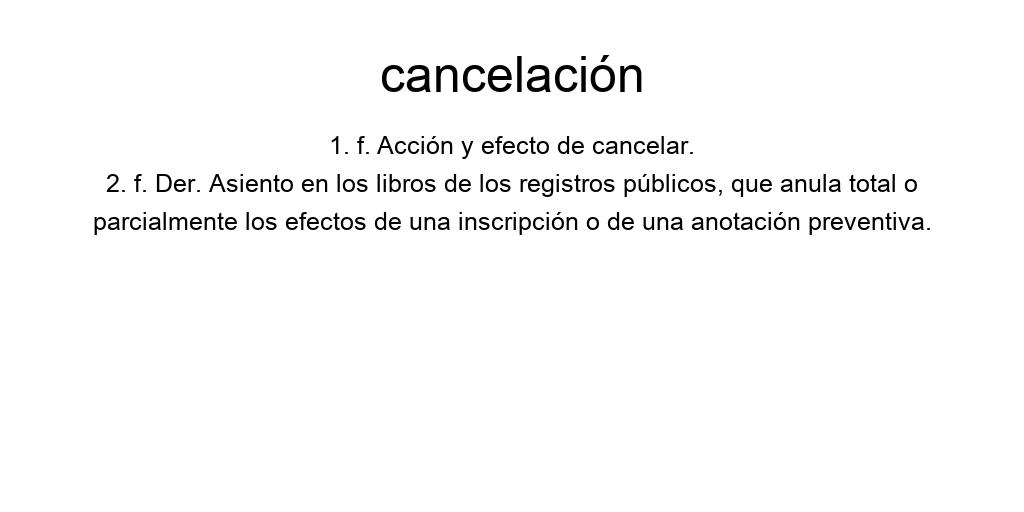 cancelación
1. f. Acción y efecto de cancelar.
2. f. Der. Asiento en los libros de los registros públicos, que anula total o
parcialmente los efectos de una inscripción o de una anotación preventiva.